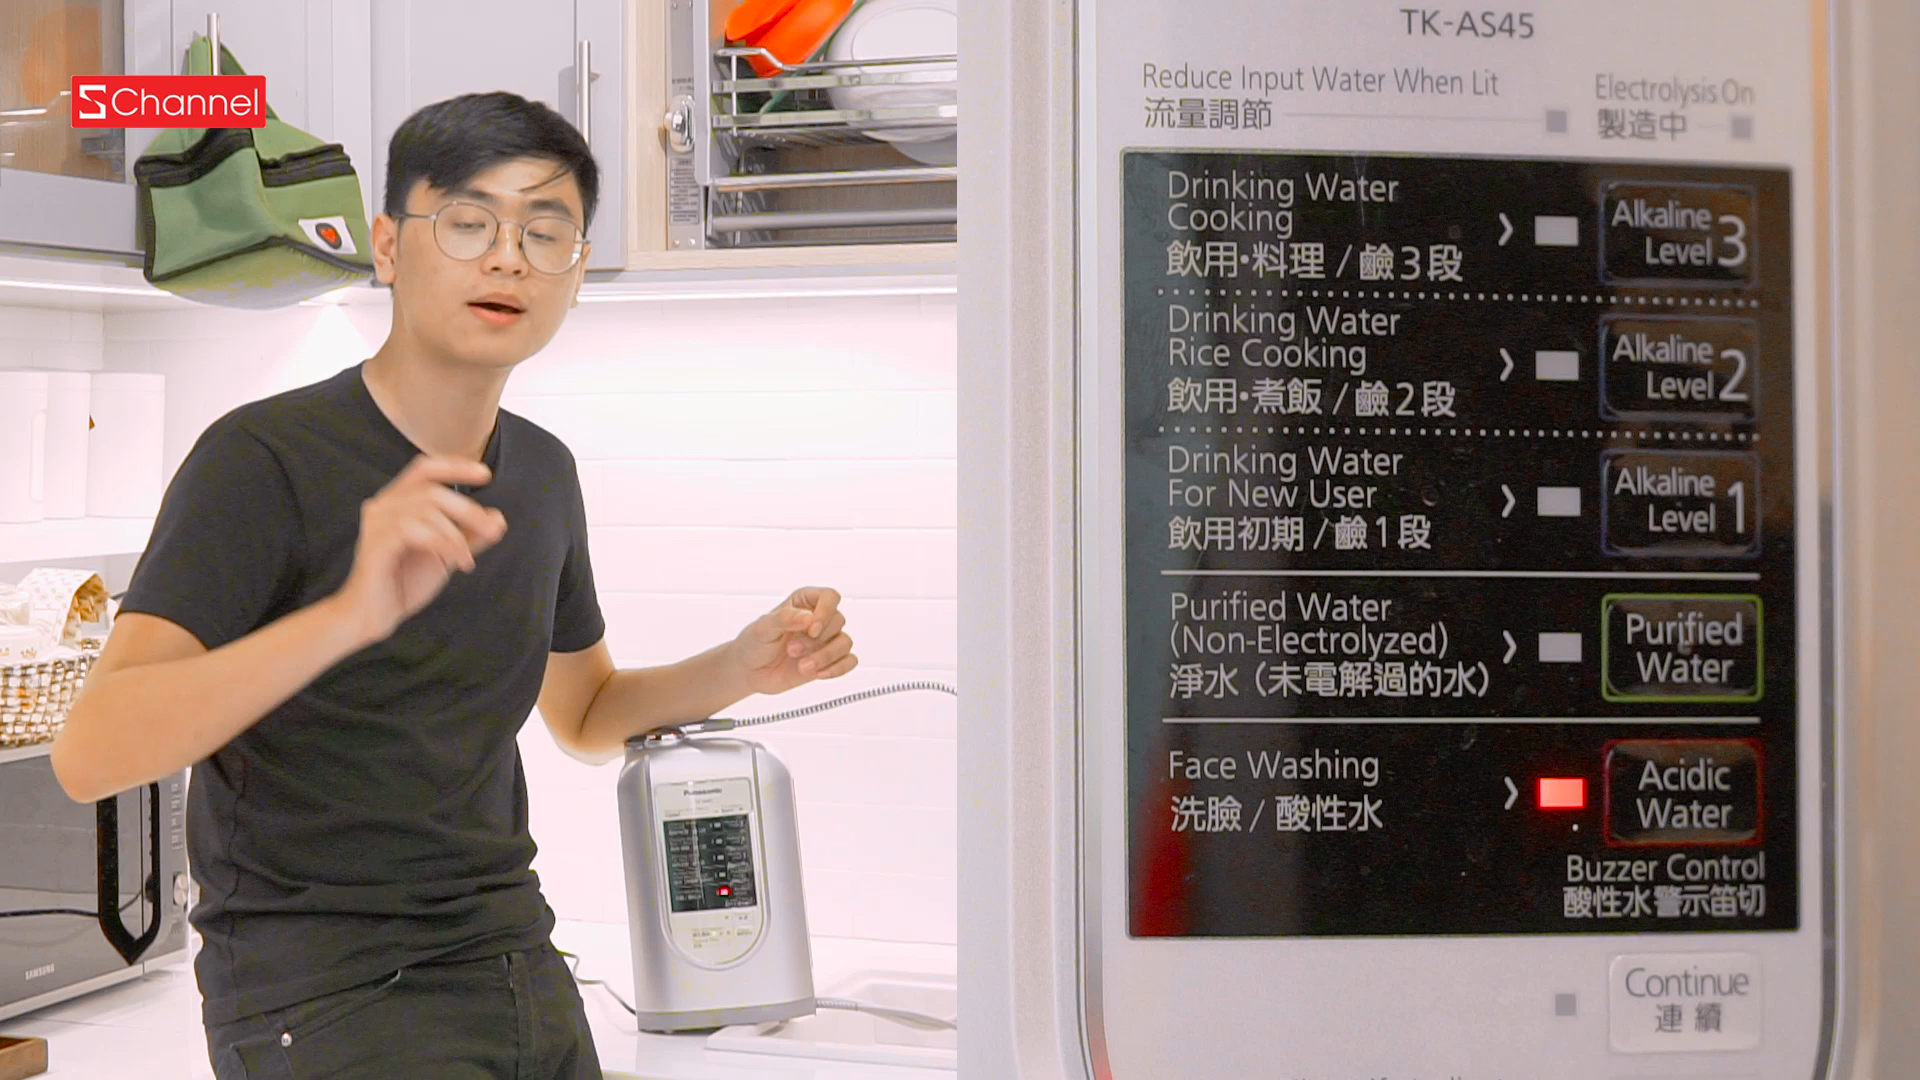 S Channel
SAMSUNG
Panasonic
TK-AS45
Reduce Input Water When Lit
流量調節
Electrolysis On
製造中
Drinking Water
Cooking
飲用・料理 / 鹼3段
Alkaline
Level 3
Drinking Water
Rice Cooking
飲用・煮飯 / 鹼2段
Alkaline
Level 2
Drinking Water
For New User
飲用初期 / 鹼1段
Alkaline
Level 1
Purified Water
(Non-Electrolyzed)
淨水 (未電解過的水)
Purified
Water
Face Washing
洗臉 / 酸性水
Acidic
Water
Buzzer Control
酸性水警示笛切
Continue
連續